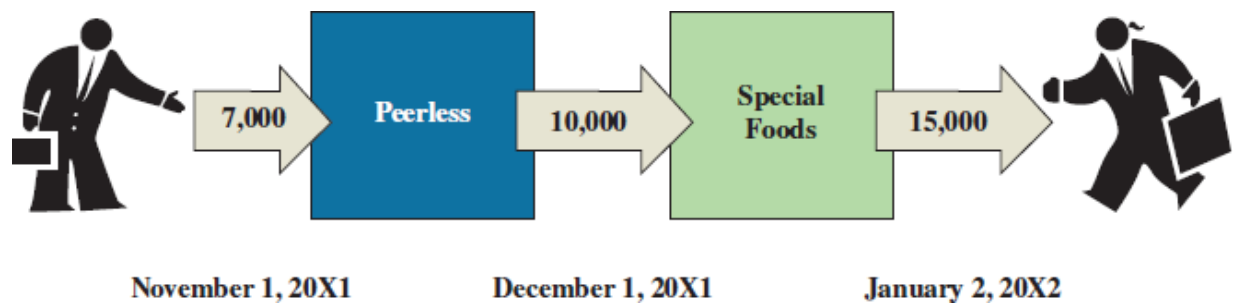 7,000
Peerless
10,000
Special
Foods
15,000
November 1, 20X1
December 1, 20X1
January 2, 20X2